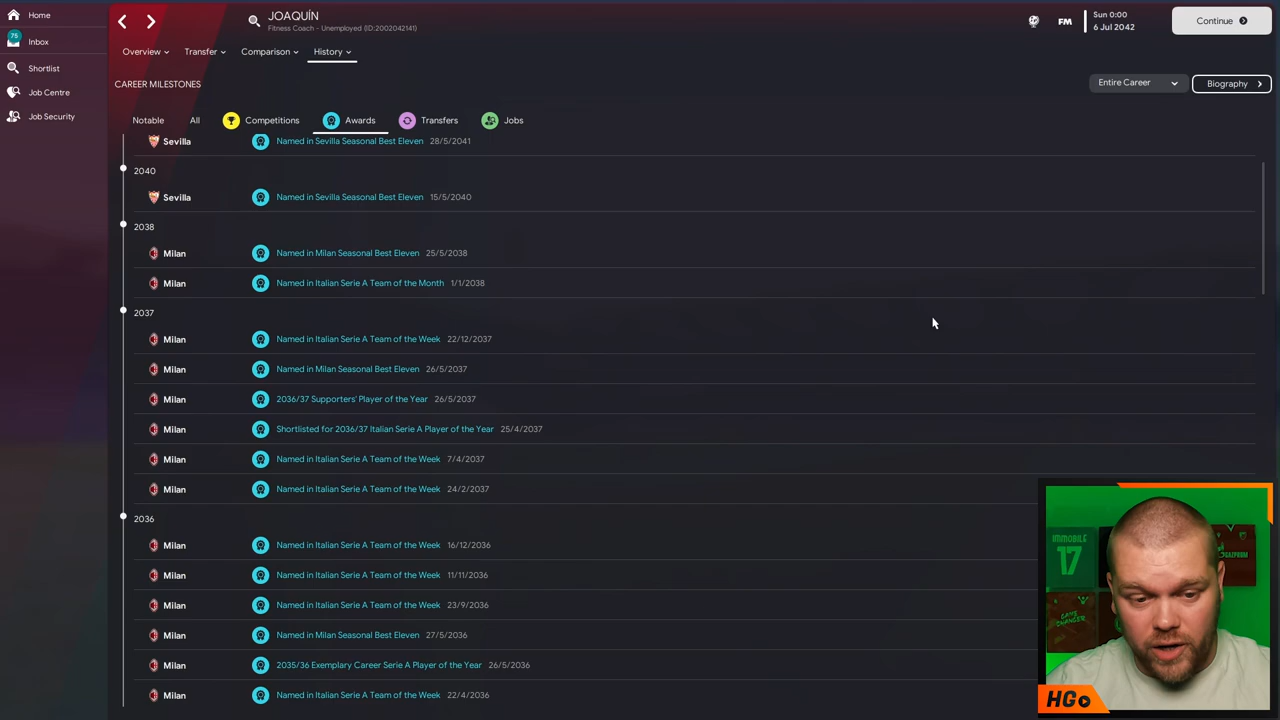 Home
75
Inbox
Shortlist
Job Centre
Job Security
JOAQUÍN
Fitness Coach - Unemployed (ID:2002042141)
FM
Sun 0:00
6 Jul 2042
Continue
Overview
Transfer
Comparison
History
CAREER MILESTONES
Entire Career
Biography
Notable
All
Competitions
Awards
Transfers
Jobs
Sevilla Named in Sevilla Seasonal Best Eleven 28/5/2041
2040
Sevilla Named in Sevilla Seasonal Best Eleven 15/5/2040
2038
Milan Named in Milan Seasonal Best Eleven 25/5/2038
Milan Named in Italian Serie A Team of the Month 1/1/2038
2037
Milan Named in Italian Serie A Team of the Week 22/12/2037
Milan Named in Milan Seasonal Best Eleven 26/5/2037
Milan 2036/37 Supporters' Player of the Year 26/5/2037
Milan Shortlisted for 2036/37 Italian Serie A Player of the Year 25/4/2037
Milan Named in Italian Serie A Team of the Week 7/4/2037
Milan Named in Italian Serie A Team of the Week 24/2/2037
2036
Milan Named in Italian Serie A Team of the Week 16/12/2036
Milan Named in Italian Serie A Team of the Week 11/11/2036
Milan Named in Italian Serie A Team of the Week 23/9/2036
Milan Named in Milan Seasonal Best Eleven 27/5/2036
Milan 2035/36 Exemplary Career Serie A Player of the Year 26/5/2036
Milan Named in Italian Serie A Team of the Week 22/4/2036
IMMOBILE
17
GAZPROM
GAME
CHANGER
HGO